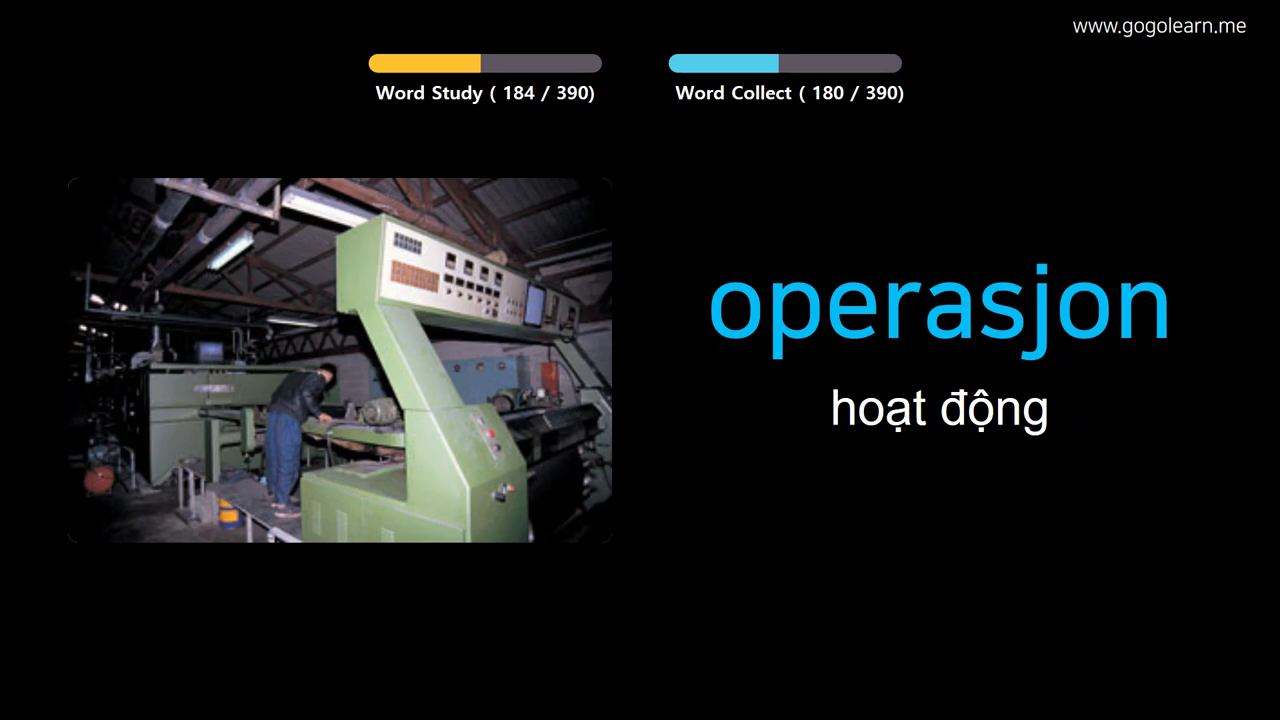 www.gogolearn.me
Word Study ( 184 / 390)
Word Collect ( 180 / 390)
operasjon
hoạt động